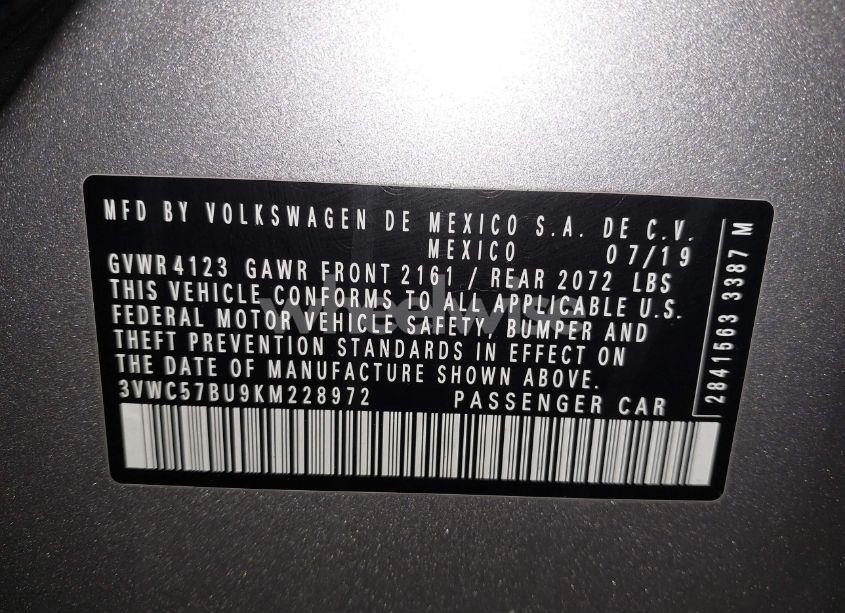 MFD BY VOLKSWAGEN DE MEXICO S.A. DE C.V.
MEXICO 07/19
GVWR 4123 GAWR FRONT 2161 / REAR 2072 LBS
THIS VEHICLE CONFORMS TO ALL APPLICABLE U.S.
FEDERAL MOTOR VEHICLE SAFETY, BUMPER AND
THEFT PREVENTION STANDARDS IN EFFECT ON
THE DATE OF MANUFACTURE SHOWN ABOVE.
3VWC57BU9KM228972 PASSENGER CAR
2841563 3387 M
wheelwise